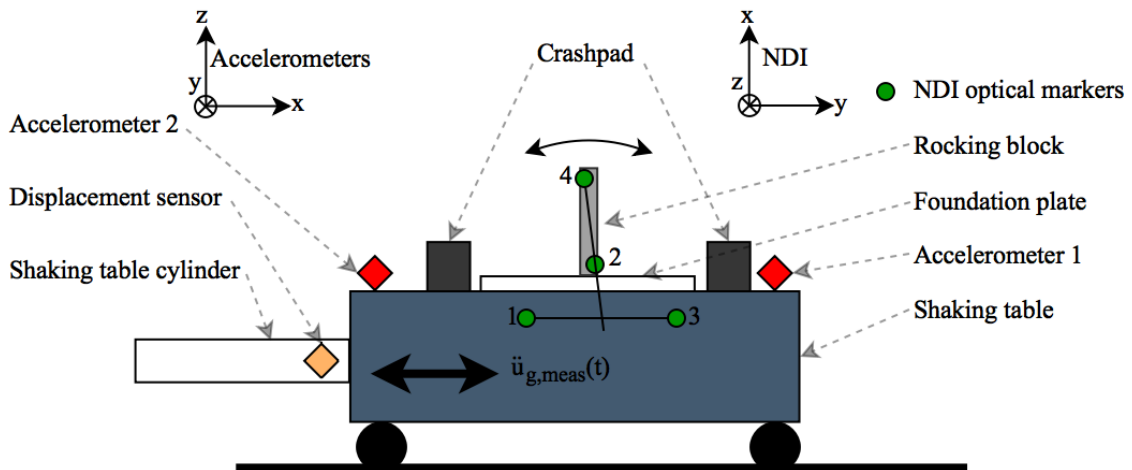 z
Accelerometers
y
x
Crashpad
x
NDI
z
y
NDI optical markers
Accelerometer 2
Rocking block
4
Displacement sensor
Foundation plate
2
Shaking table cylinder
Accelerometer 1
1
3
Shaking table
ü_g,meas(t)